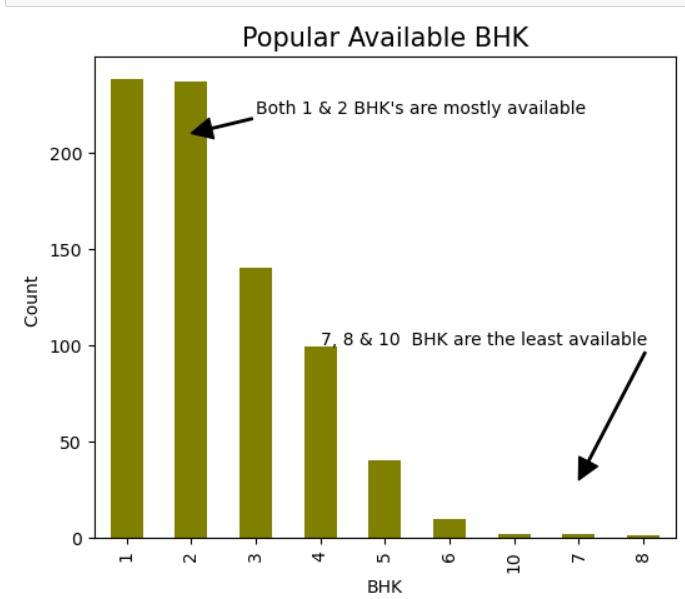 Popular Available BHK
Both 1 & 2 BHK's are mostly available
200
150
7, 8 & 10  BHK are the least available
100
50
0
Count
1
2
3
4
5
6
10
7
8
BHK